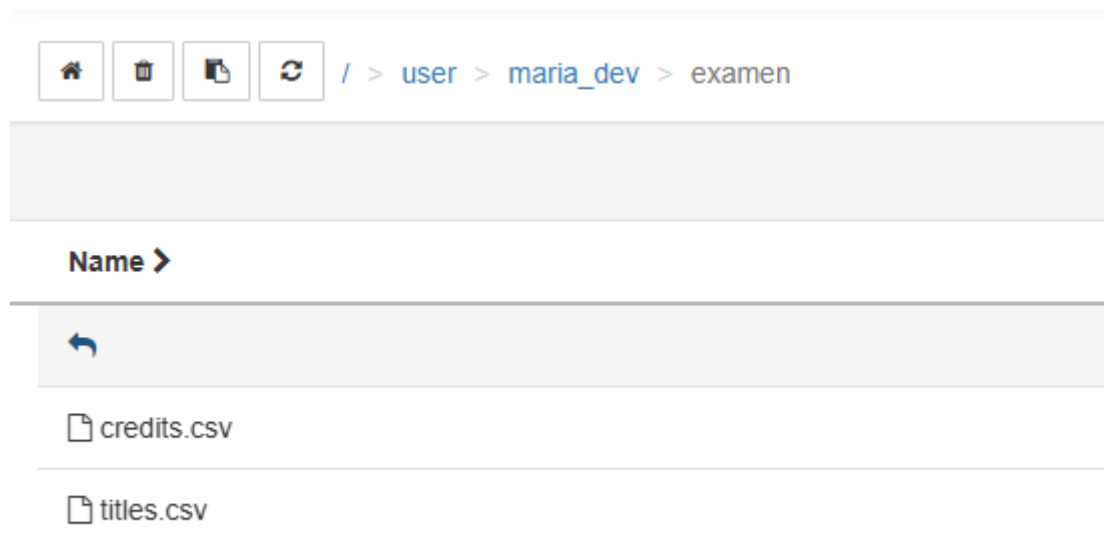 / > user > maria_dev > examen
Name
credits.csv
titles.csv